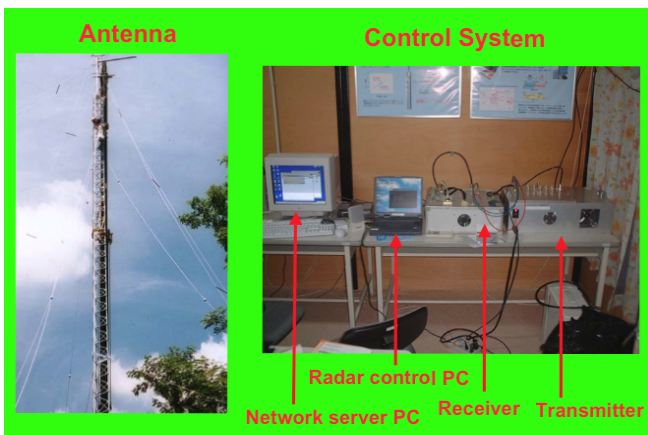 Antenna
Control System
Radar control PC
Network server PC
Receiver
Transmitter